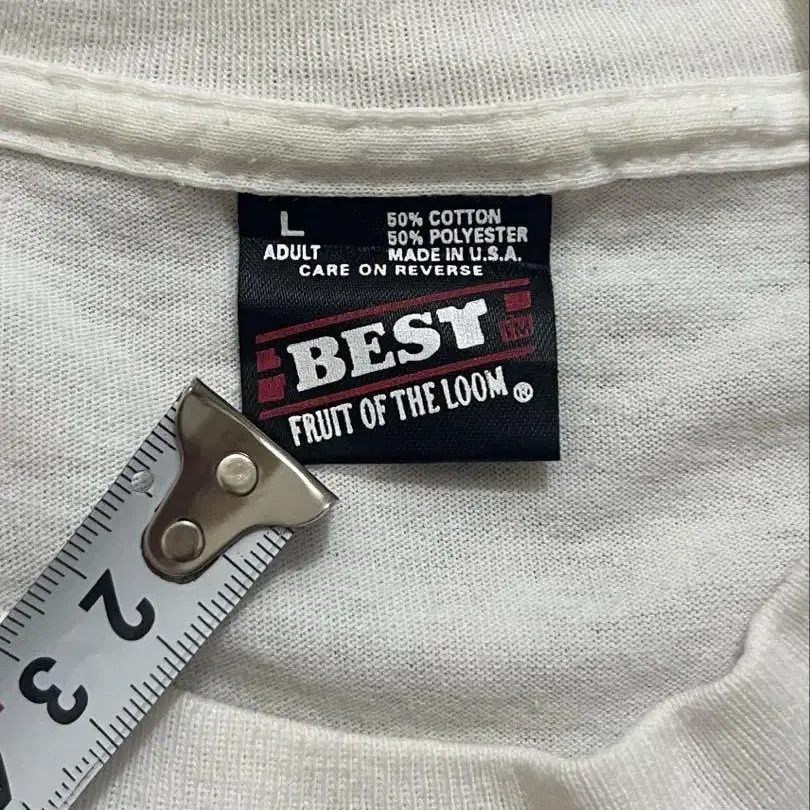 L
ADULT
50% COTTON
50% POLYESTER
MADE IN U.S.A.
CARE ON REVERSE
BEST
FRUIT OF THE LOOM®
2
3